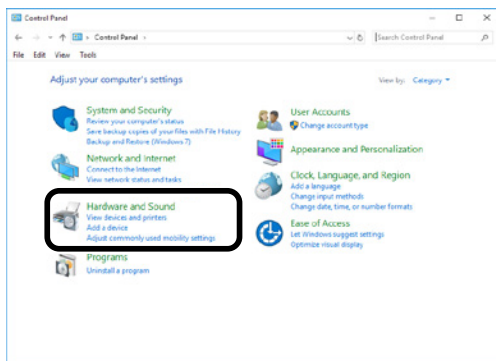 Control Panel
Control Panel
Search Control Panel
File Edit View Tools
Adjust your computer's settings
View by: Category
System and Security
Review your computer's status
Save backup copies of your files with File History
Backup and Restore (Windows 7)
Network and Internet
Connect to the Internet
View network status and tasks
Hardware and Sound
View devices and printers
Add a device
Adjust commonly used mobility settings
Programs
Uninstall a program
User Accounts
Change account type
Appearance and Personalization
Clock, Language, and Region
Add a language
Change input methods
Change date, time, or number formats
Ease of Access
Let Windows suggest settings
Optimize visual display